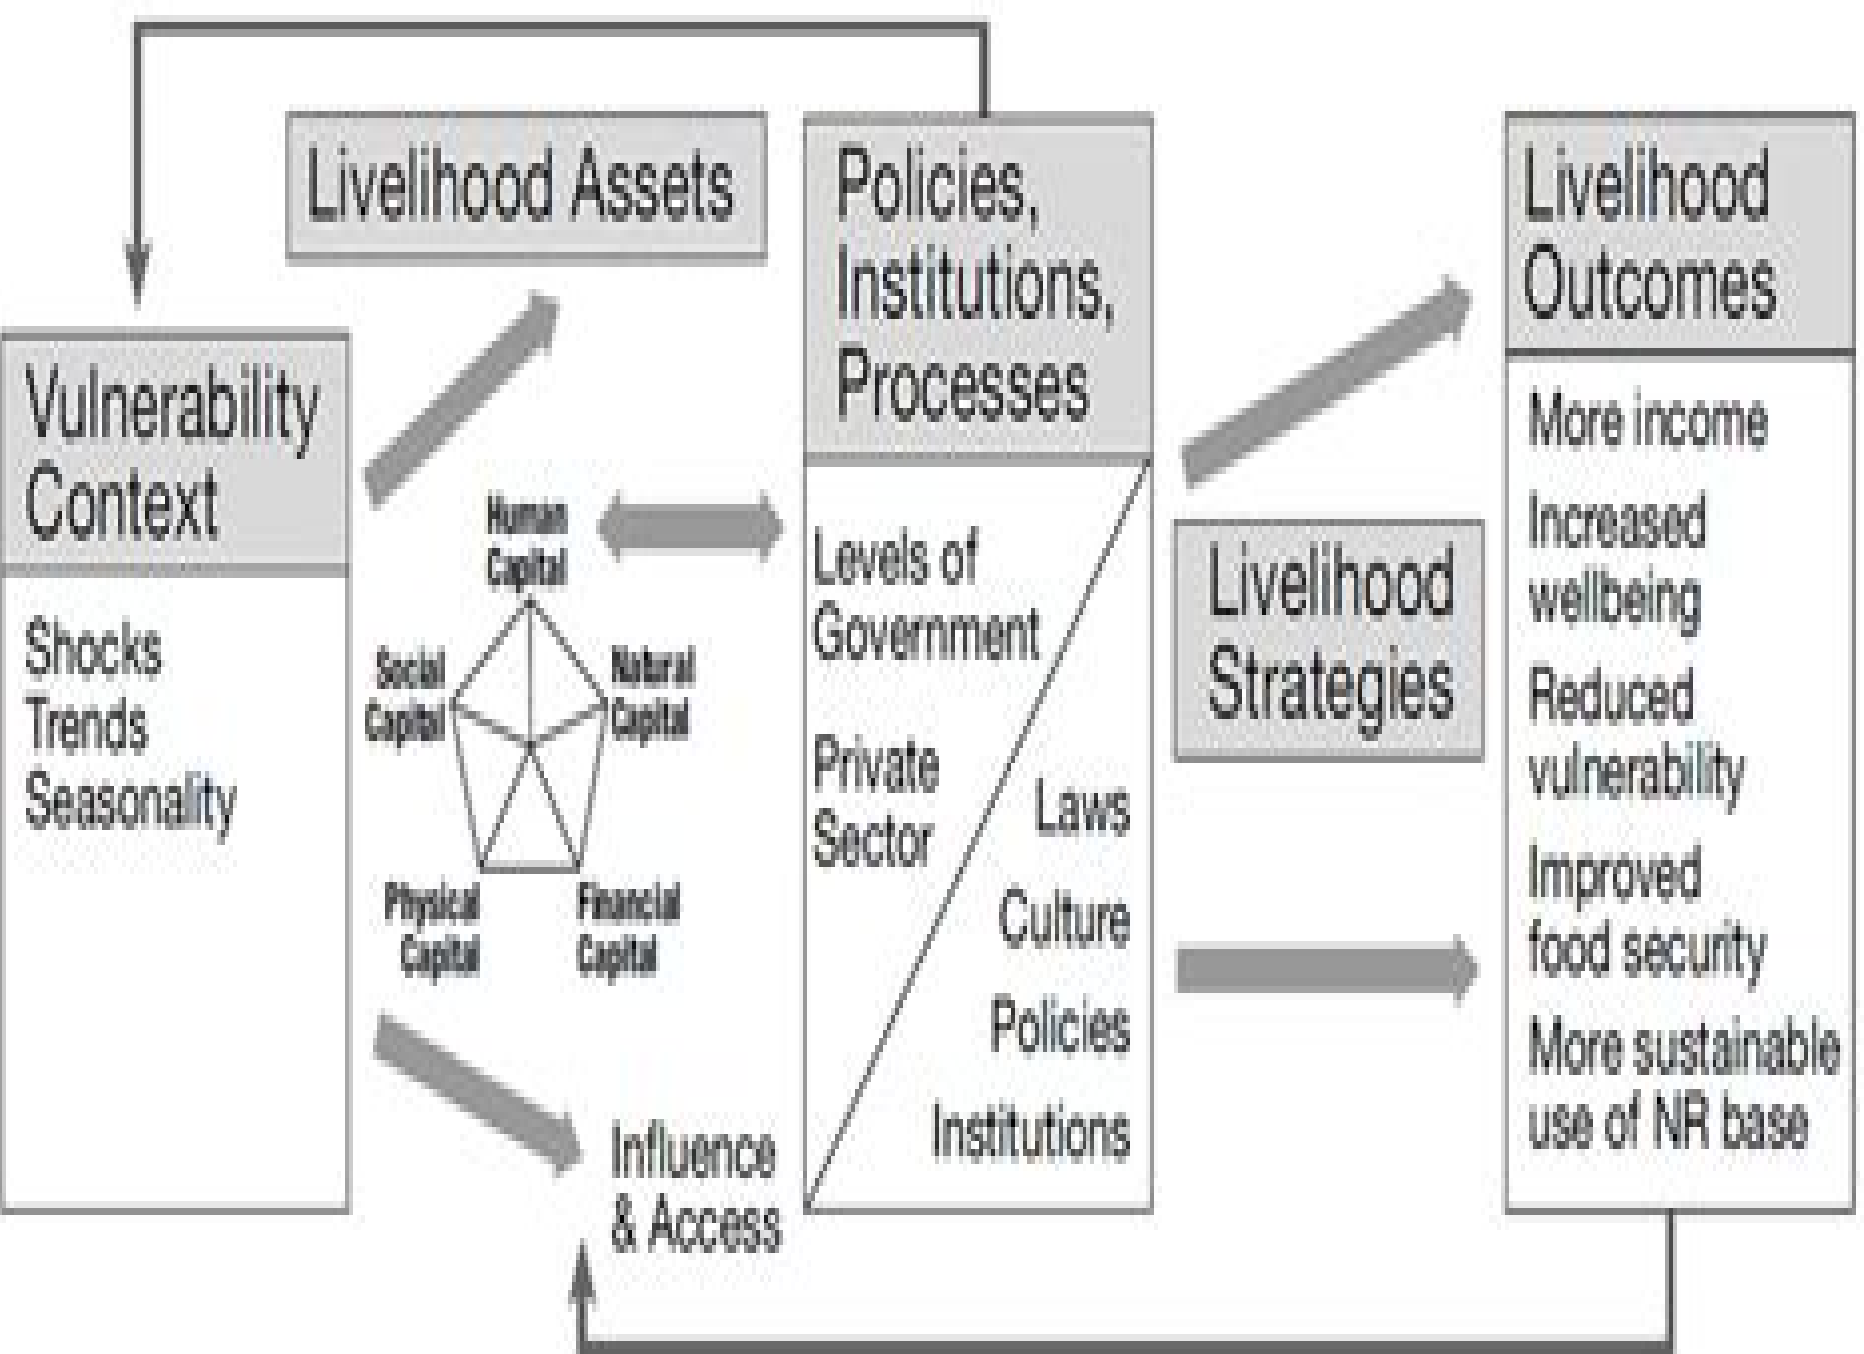 Livelihood Assets
Policies,
Institutions,
Processes
Livelihood
Outcomes
Vulnerability
Context
Shocks
Trends
Seasonality
Human
Capital
Social
Capital
Natural
Capital
Physical
Capital
Financial
Capital
Influence
& Access
Levels of
Government
Private
Sector
Laws
Culture
Policies
Institutions
Livelihood
Strategies
More income
Increased
wellbeing
Reduced
vulnerability
Improved
food security
More sustainable
use of NR base